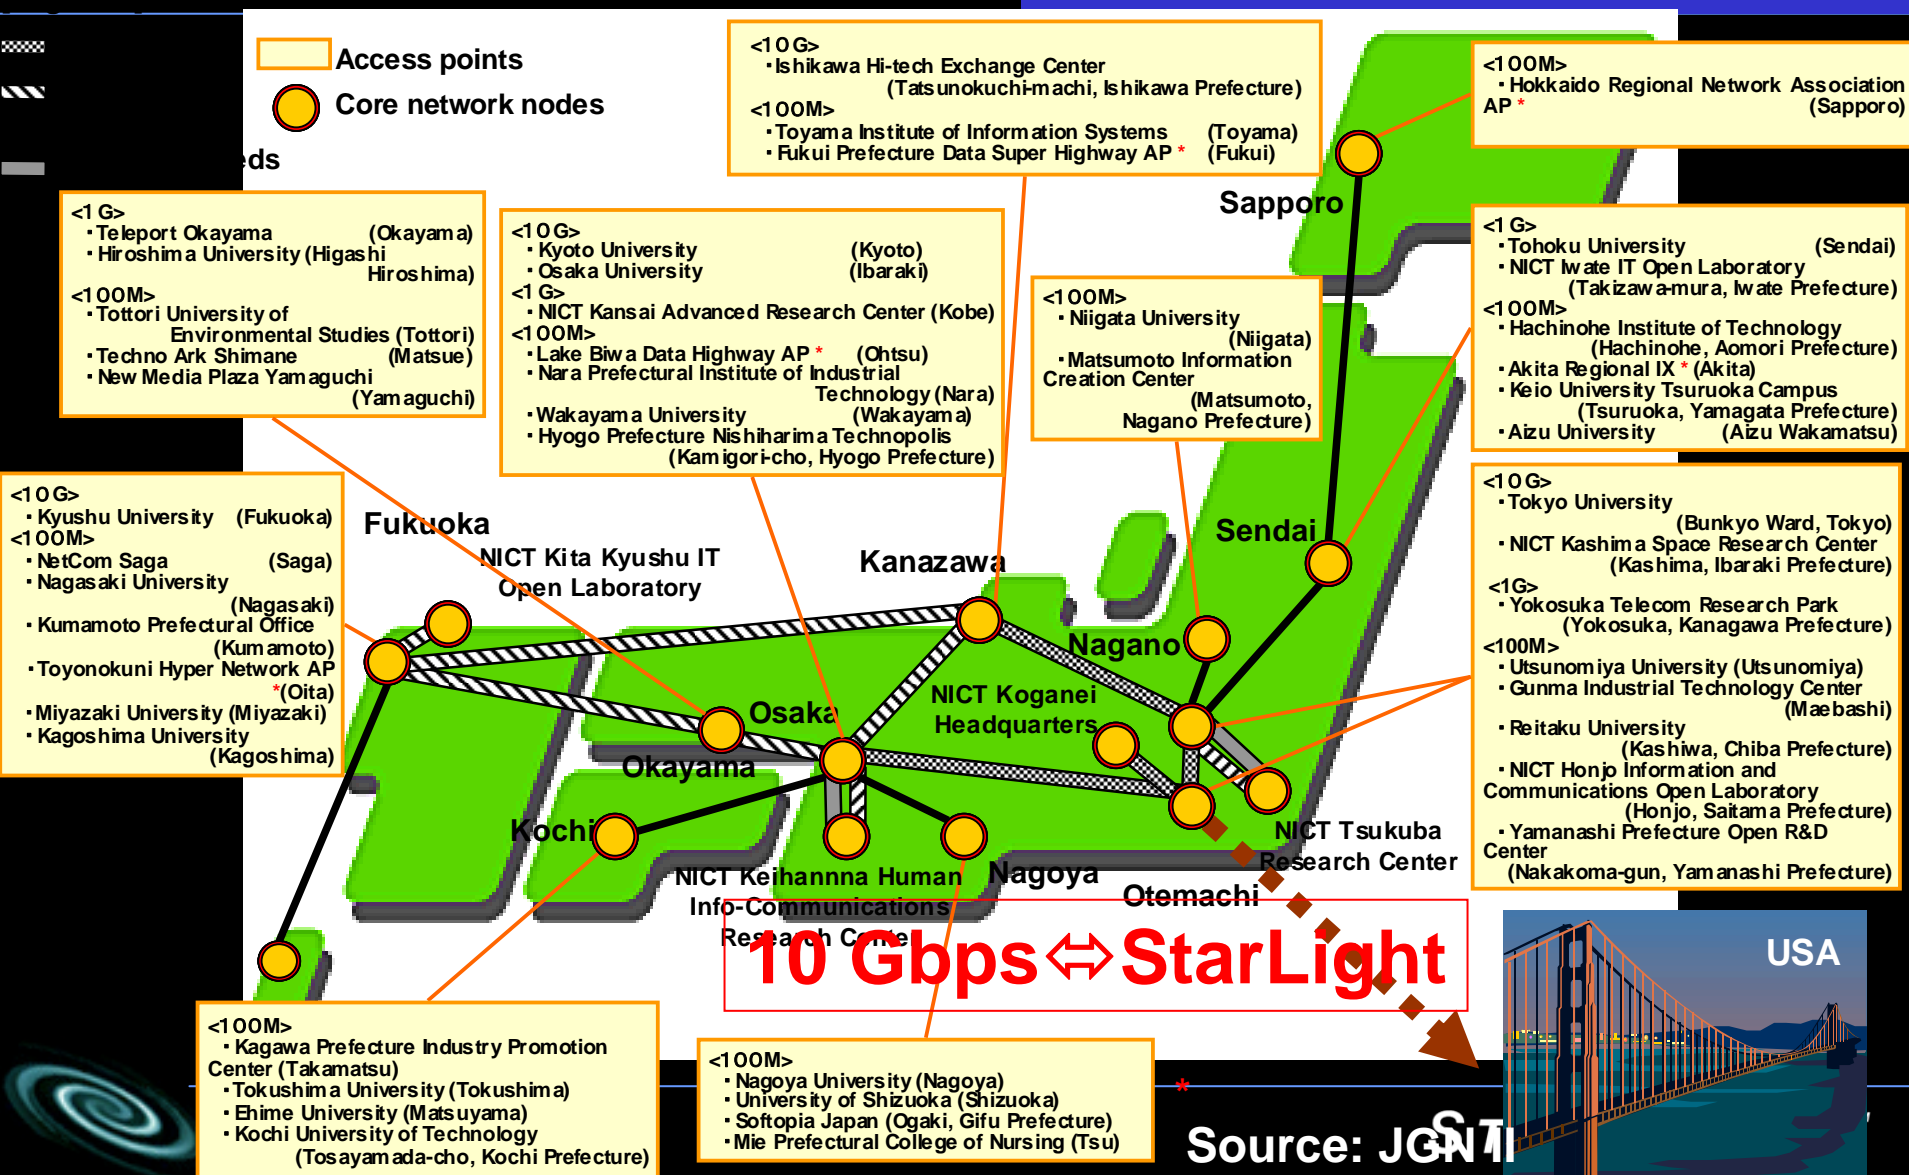 Access points
Core network nodes
eds
<10G>
・Ishikawa Hi-tech Exchange Center
(Tatsunokuchi-machi, Ishikawa Prefecture)
<100M>
・Toyama Institute of Information Systems (Toyama)
・Fukui Prefecture Data Super Highway AP * (Fukui)
<100M>
・Hokkaido Regional Network Association
AP * (Sapporo)
<1G>
・Teleport Okayama (Okayama)
・Hiroshima University (Higashi
Hiroshima)
<100M>
・Tottori University of
Environmental Studies (Tottori)
・Techno Ark Shimane (Matsue)
・New Media Plaza Yamaguchi
(Yamaguchi)
<10G>
・Kyoto University (Kyoto)
・Osaka University (Ibaraki)
<1G>
・NICT Kansai Advanced Research Center (Kobe)
<100M>
・Lake Biwa Data Highway AP * (Ohtsu)
・Nara Prefectural Institute of Industrial
Technology (Nara)
・Wakayama University (Wakayama)
・Hyogo Prefecture Nishiharima Technopolis
(Kamigori-cho, Hyogo Prefecture)
Sapporo
<100M>
・Niigata University
(Niigata)
・Matsumoto Information
Creation Center
(Matsumoto,
Nagano Prefecture)
<1G>
・Tohoku University (Sendai)
・NICT Iwate IT Open Laboratory
(Takizawa-mura, Iwate Prefecture)
<100M>
・Hachinohe Institute of Technology
(Hachinohe, Aomori Prefecture)
・Akita Regional IX * (Akita)
・Keio University Tsuruoka Campus
(Tsuruoka, Yamagata Prefecture)
・Aizu University (Aizu Wakamatsu)
<10G>
・Kyushu University (Fukuoka)
<100M>
・NetCom Saga (Saga)
・Nagasaki University
(Nagasaki)
・Kumamoto Prefectural Office
(Kumamoto)
・Toyonokuni Hyper Network AP
*(Oita)
・Miyazaki University (Miyazaki)
・Kagoshima University
(Kagoshima)
Fukuoka
NICT Kita Kyushu IT
Open Laboratory
Kanazawa
Sendai
Nagano
NICT Koganei
Headquarters
Osaka
Okayama
Kochi
NICT Keihannna Human
Info-Communications
Research Center
Nagoya
NICT Tsukuba
Research Center
Otemachi
<10G>
・Tokyo University
(Bunkyo Ward, Tokyo)
・NICT Kashima Space Research Center
(Kashima, Ibaraki Prefecture)
<1G>
・Yokosuka Telecom Research Park
(Yokosuka, Kanagawa Prefecture)
<100M>
・Utsunomiya University (Utsunomiya)
・Gunma Industrial Technology Center
(Maebashi)
・Reitaku University
(Kashiwa, Chiba Prefecture)
・NICT Honjo Information and
Communications Open Laboratory
(Honjo, Saitama Prefecture)
・Yamanashi Prefecture Open R&D
Center
(Nakakoma-gun, Yamanashi Prefecture)
10 Gbps⇔StarLight
USA
<100M>
・Kagawa Prefecture Industry Promotion
Center (Takamatsu)
・Tokushima University (Tokushima)
・Ehime University (Matsuyama)
・Kochi University of Technology
(Tosayamada-cho, Kochi Prefecture)
<100M>
・Nagoya University (Nagoya)
・University of Shizuoka (Shizuoka)
・Softopia Japan (Ogaki, Gifu Prefecture)
・Mie Prefectural College of Nursing (Tsu)
*
Source: JGN II